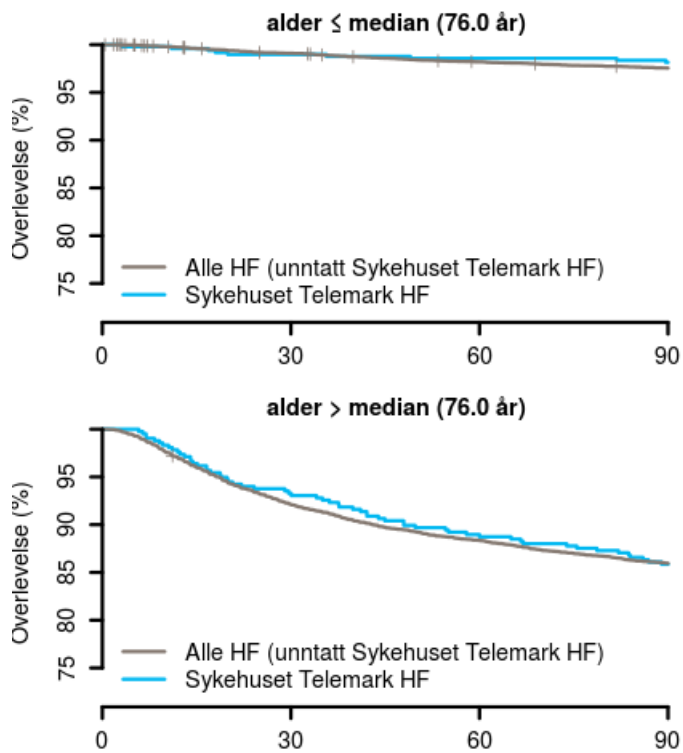 alder ≤ median (76.0 år)
Overlevelse (%)
95
90
85
80
75
Alle HF (unntatt Sykehuset Telemark HF)
Sykehuset Telemark HF
0 30 60 90
alder > median (76.0 år)
Overlevelse (%)
95
90
85
80
75
Alle HF (unntatt Sykehuset Telemark HF)
Sykehuset Telemark HF
0 30 60 90